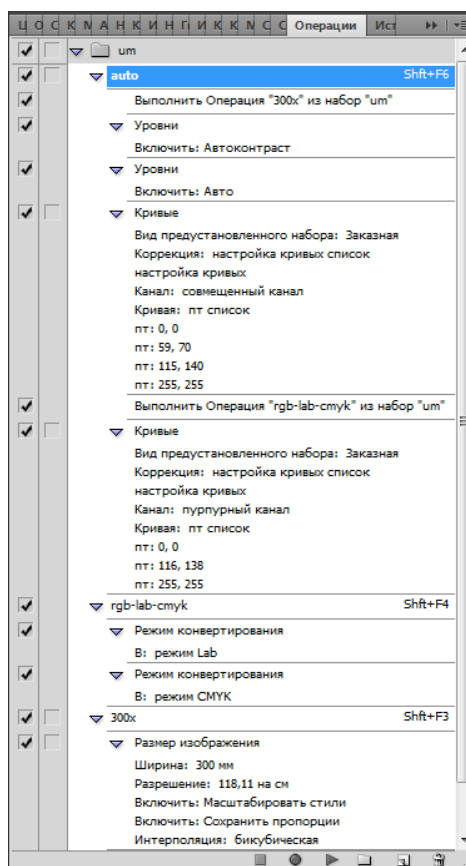 Ц О С К М А Н К И Н Г И К К М С С Операции Ист
um
auto Shft+F6
Выполнить Операция "300x" из набор "um"
Уровни
Включить: Автоконтраст
Уровни
Включить: Авто
Кривые
Вид предустановленного набора: Заказная
Коррекция: настройка кривых список
настройка кривых
Канал: совмещенный канал
Кривая: пт список
пт: 0, 0
пт: 59, 70
пт: 115, 140
пт: 255, 255
Выполнить Операция "rgb-lab-cmyk" из набор "um"
Кривые
Вид предустановленного набора: Заказная
Коррекция: настройка кривых список
настройка кривых
Канал: пурпурный канал
Кривая: пт список
пт: 0, 0
пт: 116, 138
пт: 255, 255
rgb-lab-cmyk Shft+F4
Режим конвертирования
В: режим Lab
Режим конвертирования
В: режим CMYK
300x Shft+F3
Размер изображения
Ширина: 300 мм
Разрешение: 118,11 на см
Включить: Масштабировать стили
Включить: Сохранить пропорции
Интерполяция: бикубическая